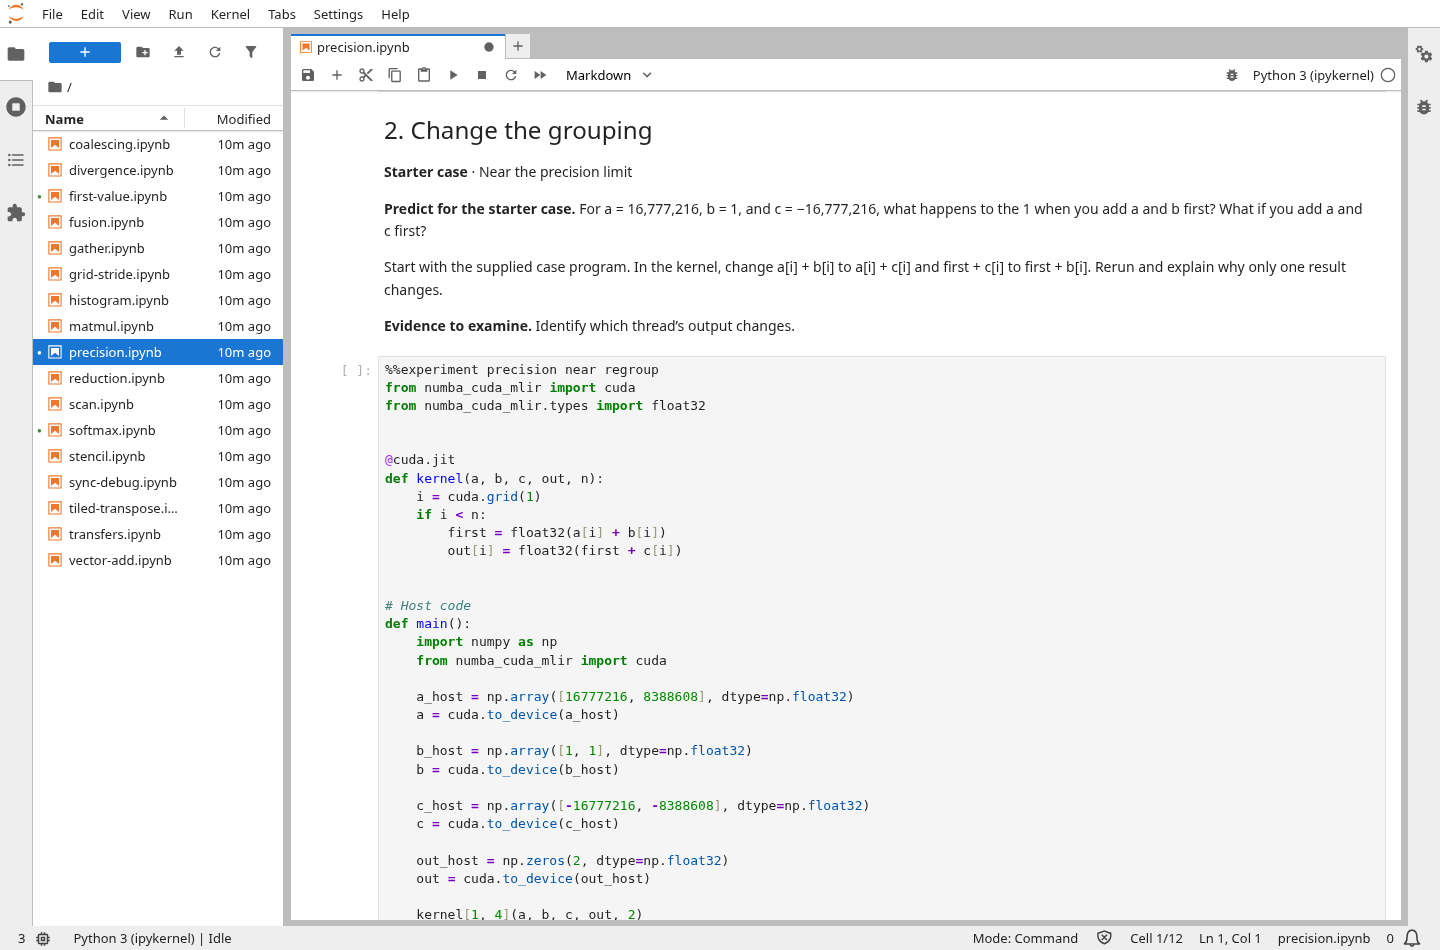 File Edit View Run Kernel Tabs Settings Help
precision.ipynb
Markdown
Python 3 (ipykernel)
/
Name Modified
coalescing.ipynb 10m ago
divergence.ipynb 10m ago
first-value.ipynb 10m ago
fusion.ipynb 10m ago
gather.ipynb 10m ago
grid-stride.ipynb 10m ago
histogram.ipynb 10m ago
matmul.ipynb 10m ago
precision.ipynb 10m ago
reduction.ipynb 10m ago
scan.ipynb 10m ago
softmax.ipynb 10m ago
stencil.ipynb 10m ago
sync-debug.ipynb 10m ago
tiled-transpose.i... 10m ago
transfers.ipynb 10m ago
vector-add.ipynb 10m ago
2. Change the grouping
Starter case · Near the precision limit
Predict for the starter case. For a = 16,777,216, b = 1, and c = −16,777,216, what happens to the 1 when you add a and b first? What if you add a and
c first?
Start with the supplied case program. In the kernel, change a[i] + b[i] to a[i] + c[i] and first + c[i] to first + b[i]. Rerun and explain why only one result
changes.
Evidence to examine. Identify which thread’s output changes.
[ ]:
%%experiment precision near regroup
from numba_cuda_mlir import cuda
from numba_cuda_mlir.types import float32
@cuda.jit
def kernel(a, b, c, out, n):
    i = cuda.grid(1)
    if i < n:
        first = float32(a[i] + b[i])
        out[i] = float32(first + c[i])
# Host code
def main():
    import numpy as np
    from numba_cuda_mlir import cuda
    a_host = np.array([16777216, 8388608], dtype=np.float32)
    a = cuda.to_device(a_host)
    b_host = np.array([1, 1], dtype=np.float32)
    b = cuda.to_device(b_host)
    c_host = np.array([-16777216, -8388608], dtype=np.float32)
    c = cuda.to_device(c_host)
    out_host = np.zeros(2, dtype=np.float32)
    out = cuda.to_device(out_host)
    kernel[1, 4](a, b, c, out, 2)
3 Python 3 (ipykernel) | Idle Mode: Command Cell 1/12 Ln 1, Col 1 precision.ipynb 0